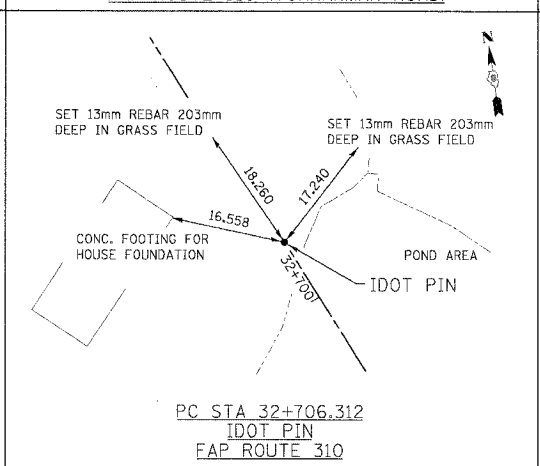 N
SET 13mm REBAR 203mm
DEEP IN GRASS FIELD
SET 13mm REBAR 203mm
DEEP IN GRASS FIELD
18.260
17.240
16.558
CONC. FOOTING FOR
HOUSE FOUNDATION
32+700
POND AREA
IDOT PIN
PC STA 32+706.312
IDOT PIN
FAP ROUTE 310